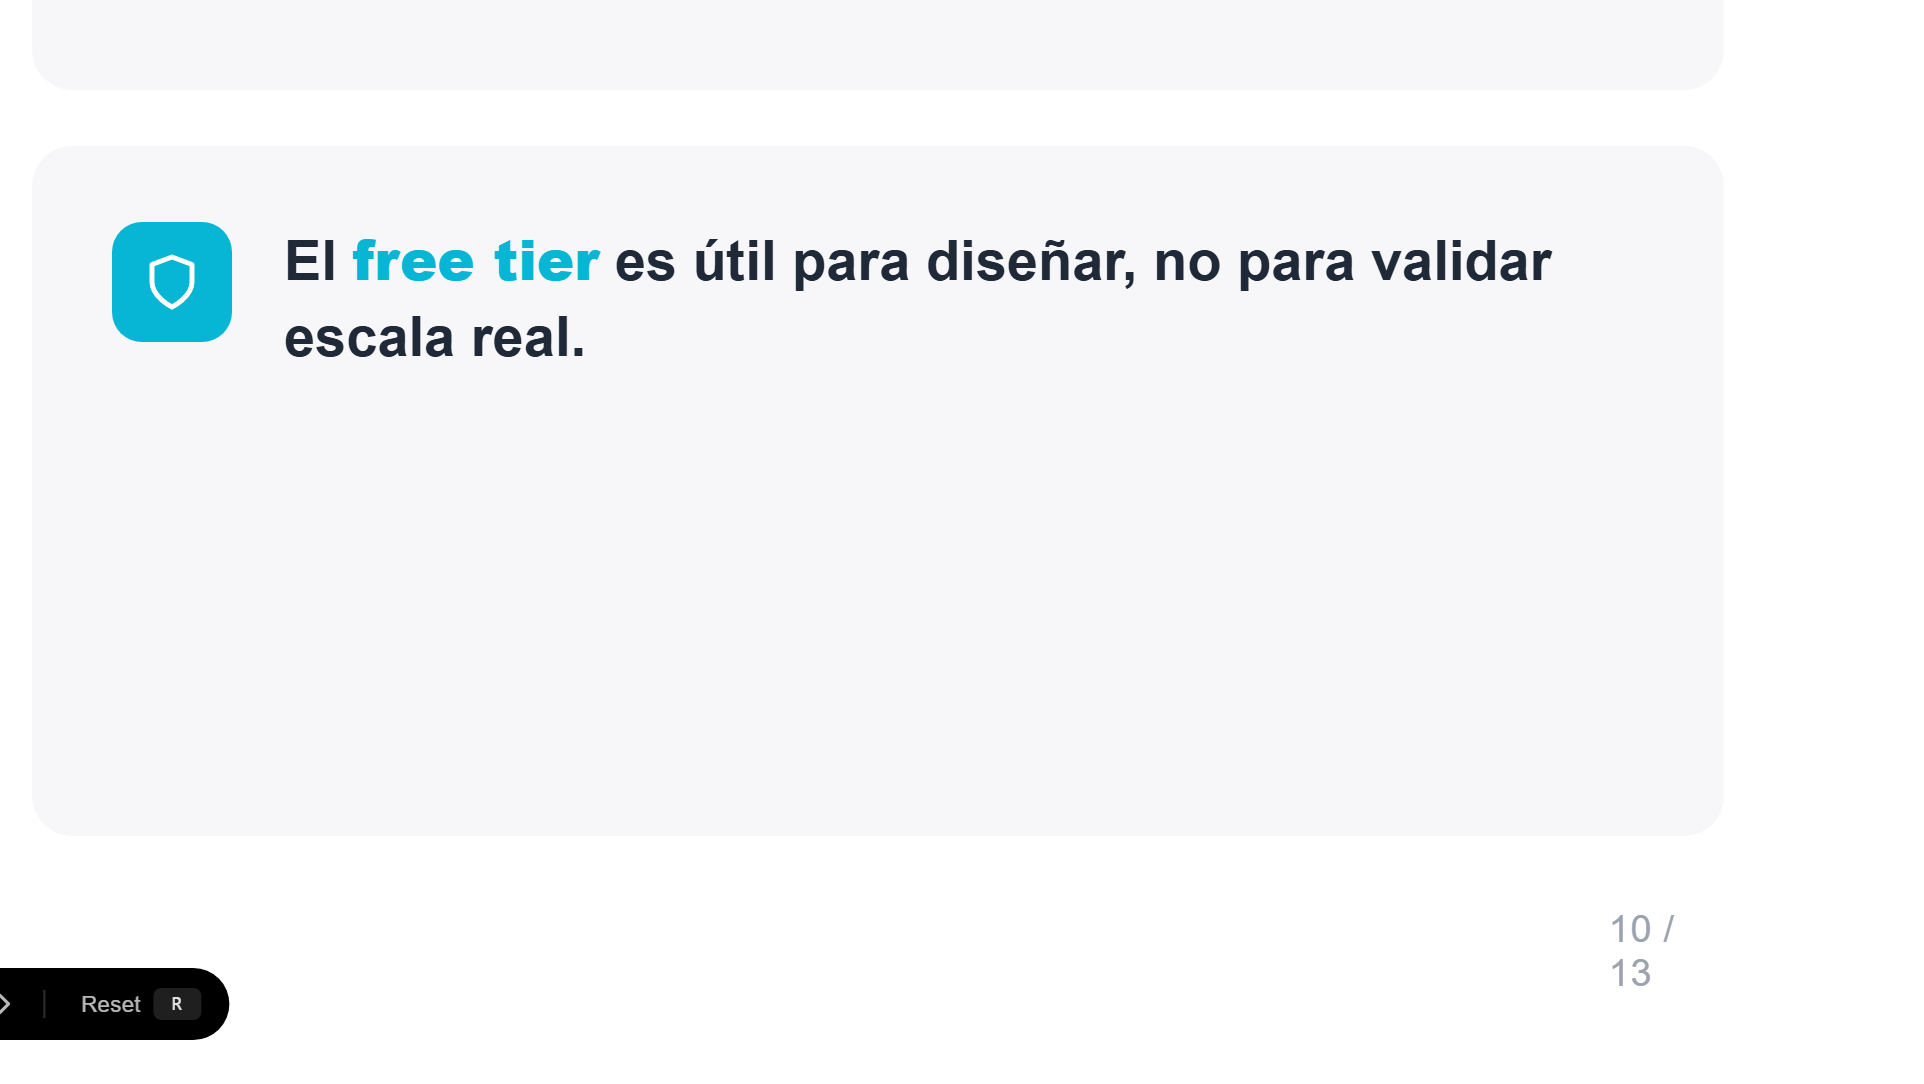 El free tier es útil para diseñar, no para validar
escala real.
10 /
13
Reset R